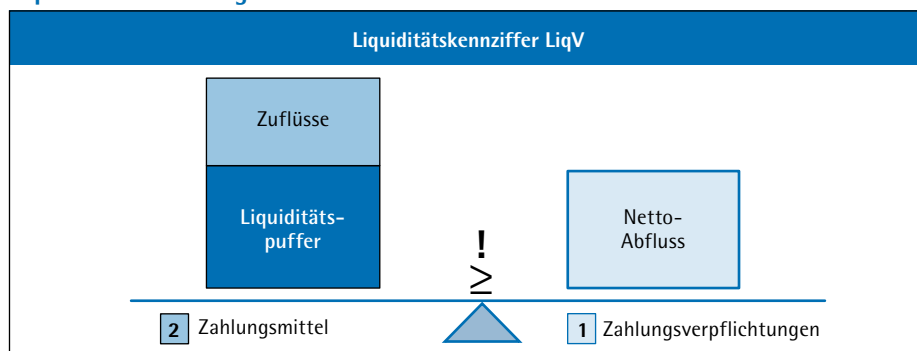 Liquiditätskennziffer LiqV
Zuflüsse
Liquiditäts-
puffer
!
≥
Netto-
Abfluss
2 Zahlungsmittel
1 Zahlungsverpflichtungen